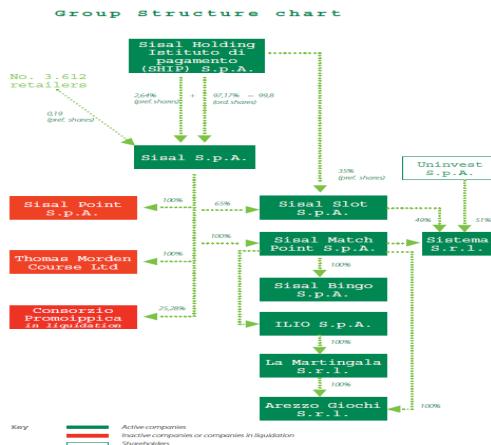 Group Structure chart
Sisal Holding
Istituto di
pagamento
(SHIP) S.p.A.
No. 3.612
retailers
2,64%
(pref. shares)
+
97,17% = 99,8
(ord. shares)
0,19
(pref. shares)
Sisal S.p.A.
35%
(pref. shares)
Uninvest
S.p.A.
Sisal Point
S.p.A.
100%
65%
Sisal Slot
S.p.A.
49%
51%
100%
Sisal Match
Point S.p.A.
Sistema
S.r.l.
Thomas Morden
Course Ltd
100%
100%
Sisal Bingo
S.p.A.
Consorzio
Promoippica
in liquidation
25,28%
ILIO S.p.A.
100%
La Martingala
S.r.l.
100%
Arezzo Giochi
S.r.l.
100%
Key
Active companies
Inactive companies or companies in liquidation
Shareholders